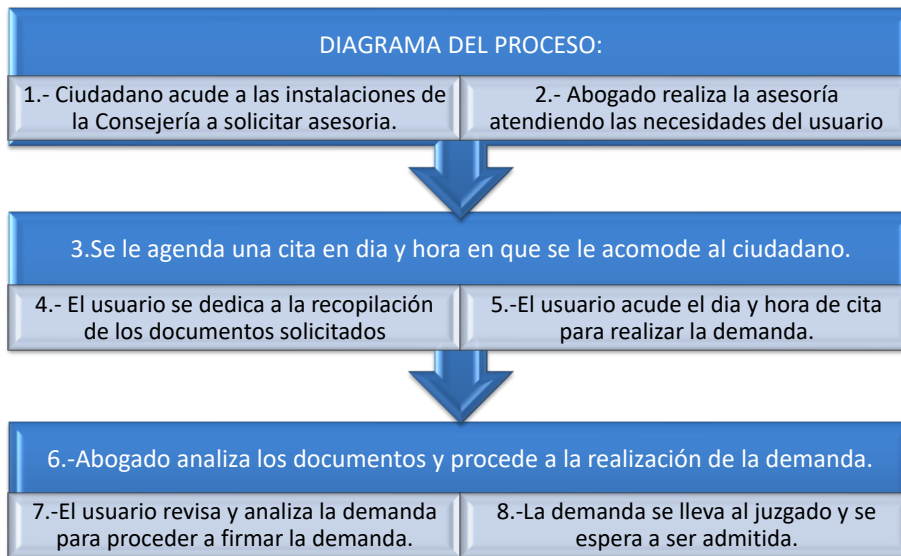 DIAGRAMA DEL PROCESO:
1.- Ciudadano acude a las instalaciones de
la Consejería a solicitar asesoria.
2.- Abogado realiza la asesoría
atendiendo las necesidades del usuario
3.Se le agenda una cita en dia y hora en que se le acomode al ciudadano.
4.- El usuario se dedica a la recopilación
de los documentos solicitados
5.-El usuario acude el dia y hora de cita
para realizar la demanda.
6.-Abogado analiza los documentos y procede a la realización de la demanda.
7.-El usuario revisa y analiza la demanda
para proceder a firmar la demanda.
8.-La demanda se lleva al juzgado y se
espera a ser admitida.